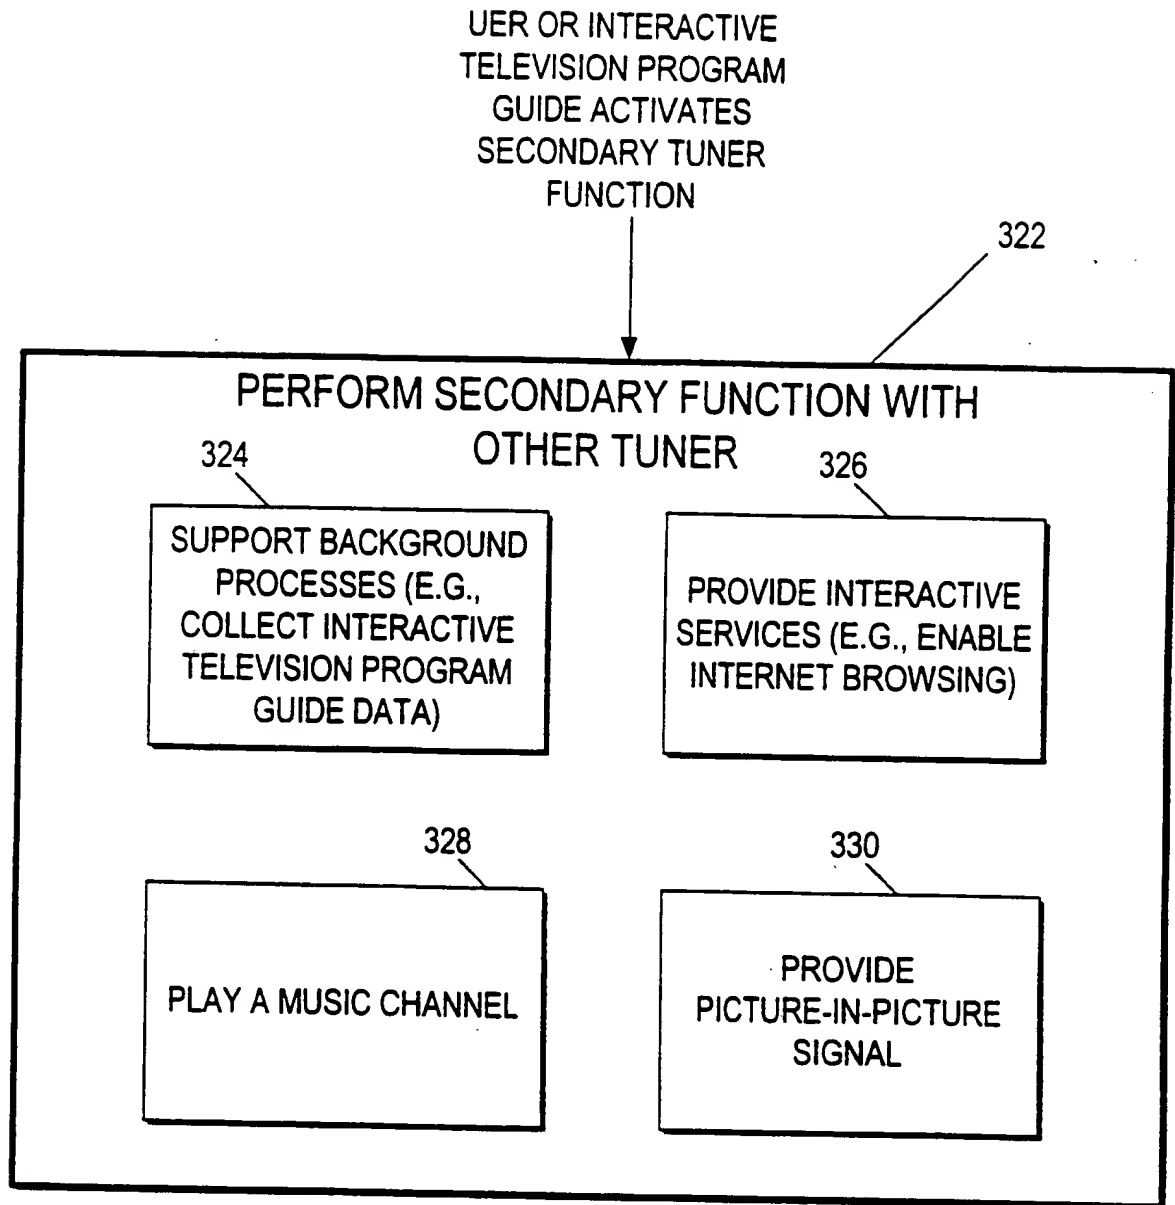 UER OR INTERACTIVE
TELEVISION PROGRAM
GUIDE ACTIVATES
SECONDARY TUNER
FUNCTION
322
PERFORM SECONDARY FUNCTION WITH
OTHER TUNER
324
SUPPORT BACKGROUND
PROCESSES (E.G.,
COLLECT INTERACTIVE
TELEVISION PROGRAM
GUIDE DATA)
326
PROVIDE INTERACTIVE
SERVICES (E.G., ENABLE
INTERNET BROWSING)
328
PLAY A MUSIC CHANNEL
330
PROVIDE
PICTURE-IN-PICTURE
SIGNAL